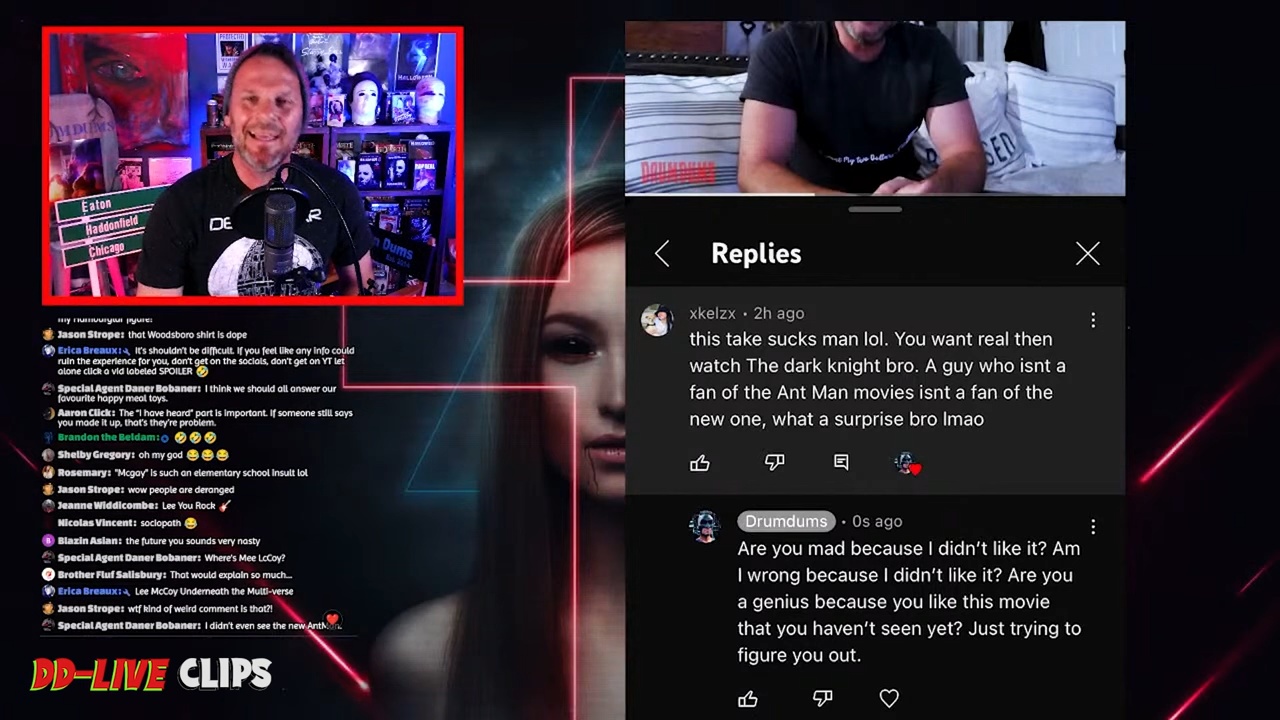 HALLOWEEN
Eaton
Haddonfield
Chicago
my Hamburglar figure!
Jason Strope: that Woodsboro shirt is dope
Erica Breaux: It's shouldn't be difficult. If you feel like any info could
ruin the experience for you, don't get on the socials, don't get on YT let
alone click a vid labeled SPOILER 🤣
Special Agent Daner Bobaner: I think we should all answer our
favourite happy meal toys.
Aaron Click: The "I have heard" part is important. If someone still says
you made it up, that's they're problem.
Brandon the Beldam: 🤣 🤣 🤣
Shelby Gregory: oh my god 😂 😂 😂
Rosemary: "Mcgay" is such an elementary school insult lol
Jason Strope: wow people are deranged
Jeanne Widdicombe: Lee You Rock 🎸
Nicolas Vincent: sociopath 😂
Blazin Asian: the future you sounds very nasty
Special Agent Daner Bobaner: Where's Mee LcCoy?
Brother Fluf Salisbury: That would explain so much...
Erica Breaux: Lee McCoy Underneath the Multi-verse
Jason Strope: wtf kind of weird comment is that?!
Special Agent Daner Bobaner: I didn't even see the new AntMan.
DD-LIVE CLIPS
DRUMDUMS
Replies
xkelzx · 2h ago
this take sucks man lol. You want real then
watch The dark knight bro. A guy who isnt a
fan of the Ant Man movies isnt a fan of the
new one, what a surprise bro lmao
Drumdums · 0s ago
Are you mad because I didn't like it? Am
I wrong because I didn't like it? Are you
a genius because you like this movie
that you haven't seen yet? Just trying to
figure you out.